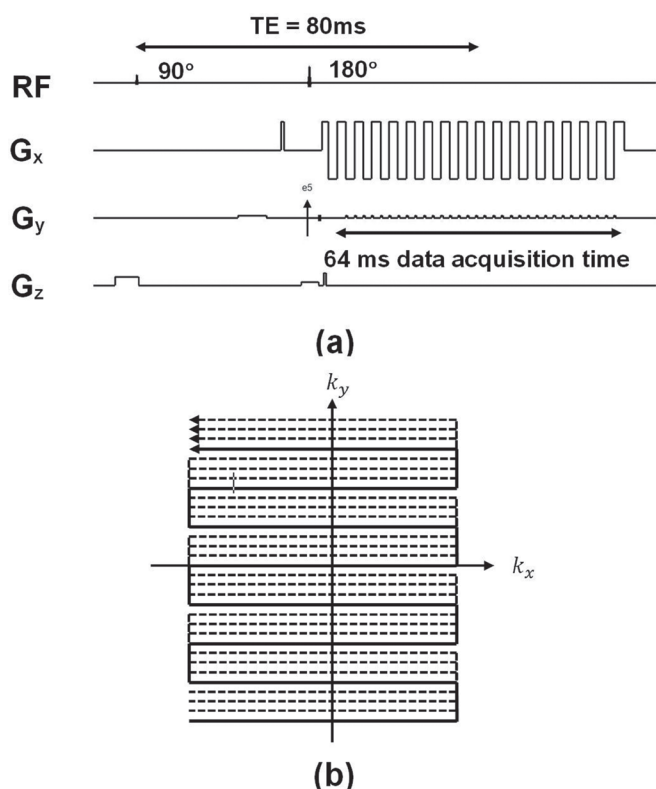 TE = 80ms
90°
180°
RF
Gx
e5
Gy
64 ms data acquisition time
Gz
(a)
ky
kx
(b)